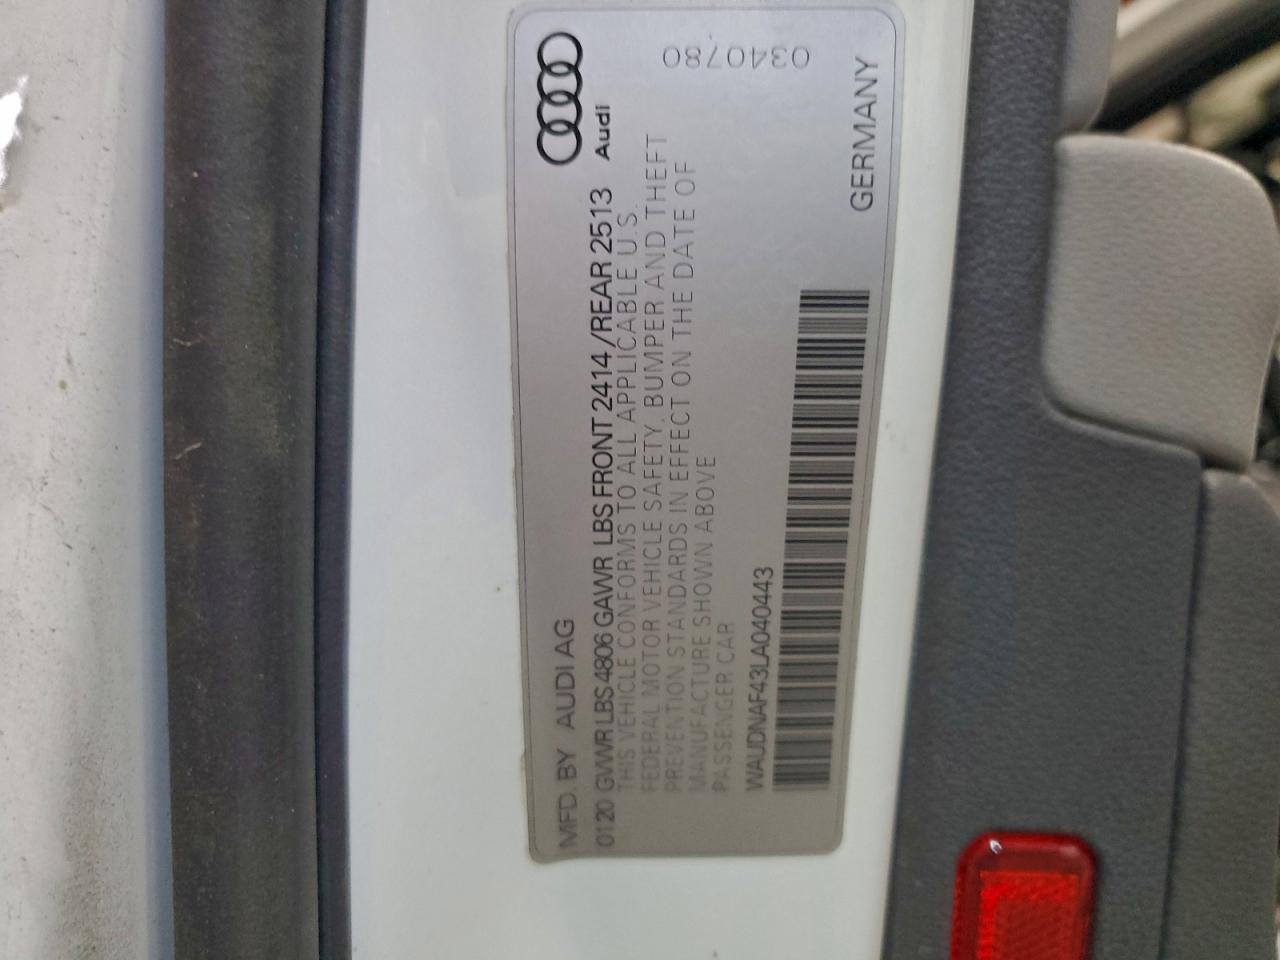 MFD. BY AUDI AG
Audi
0120 GVWR LBS 4806 GAWR LBS FRONT 2414 /REAR 2513
THIS VEHICLE CONFORMS TO ALL APPLICABLE U.S.
FEDERAL MOTOR VEHICLE SAFETY, BUMPER AND THEFT
PREVENTION STANDARDS IN EFFECT ON THE DATE OF
MANUFACTURE SHOWN ABOVE
PASSENGER CAR
0340780
WAUDNAF43LA040443
GERMANY